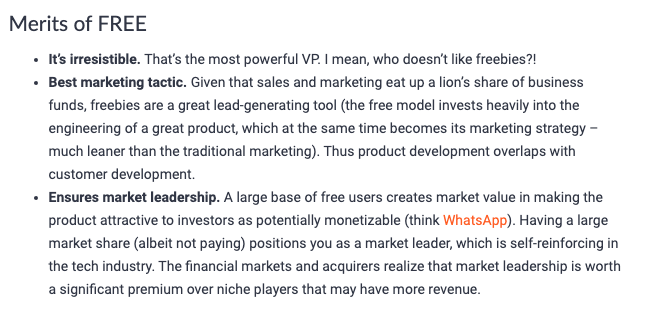 Merits of FREE
• It's irresistible. That's the most powerful VP. I mean, who doesn't like freebies?!
• Best marketing tactic. Given that sales and marketing eat up a lion's share of business
funds, freebies are a great lead-generating tool (the free model invests heavily into the
engineering of a great product, which at the same time becomes its marketing strategy –
much leaner than the traditional marketing). Thus product development overlaps with
customer development.
• Ensures market leadership. A large base of free users creates market value in making the
product attractive to investors as potentially monetizable (think WhatsApp). Having a large
market share (albeit not paying) positions you as a market leader, which is self-reinforcing in
the tech industry. The financial markets and acquirers realize that market leadership is worth
a significant premium over niche players that may have more revenue.